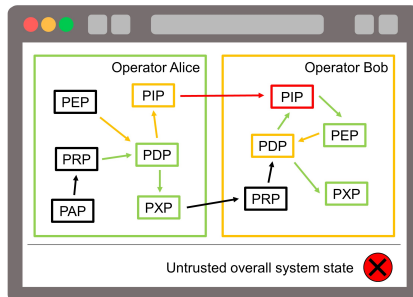 Operator Alice
PEP
PIP
PRP
PDP
PAP
PXP
Operator Bob
PIP
PEP
PDP
PXP
PRP
Untrusted overall system state